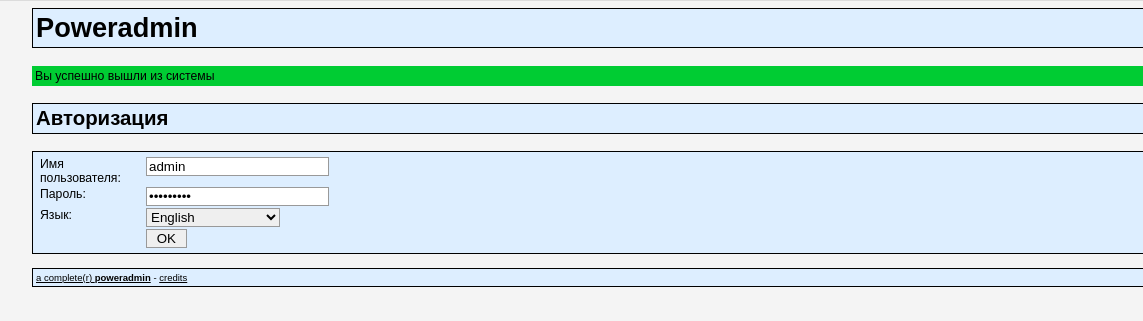 Poweradmin
Вы успешно вышли из системы
Авторизация
Имя
пользователя:
admin
Пароль:
•••••••••
Язык:
English
OK
a complete(r) poweradmin - credits